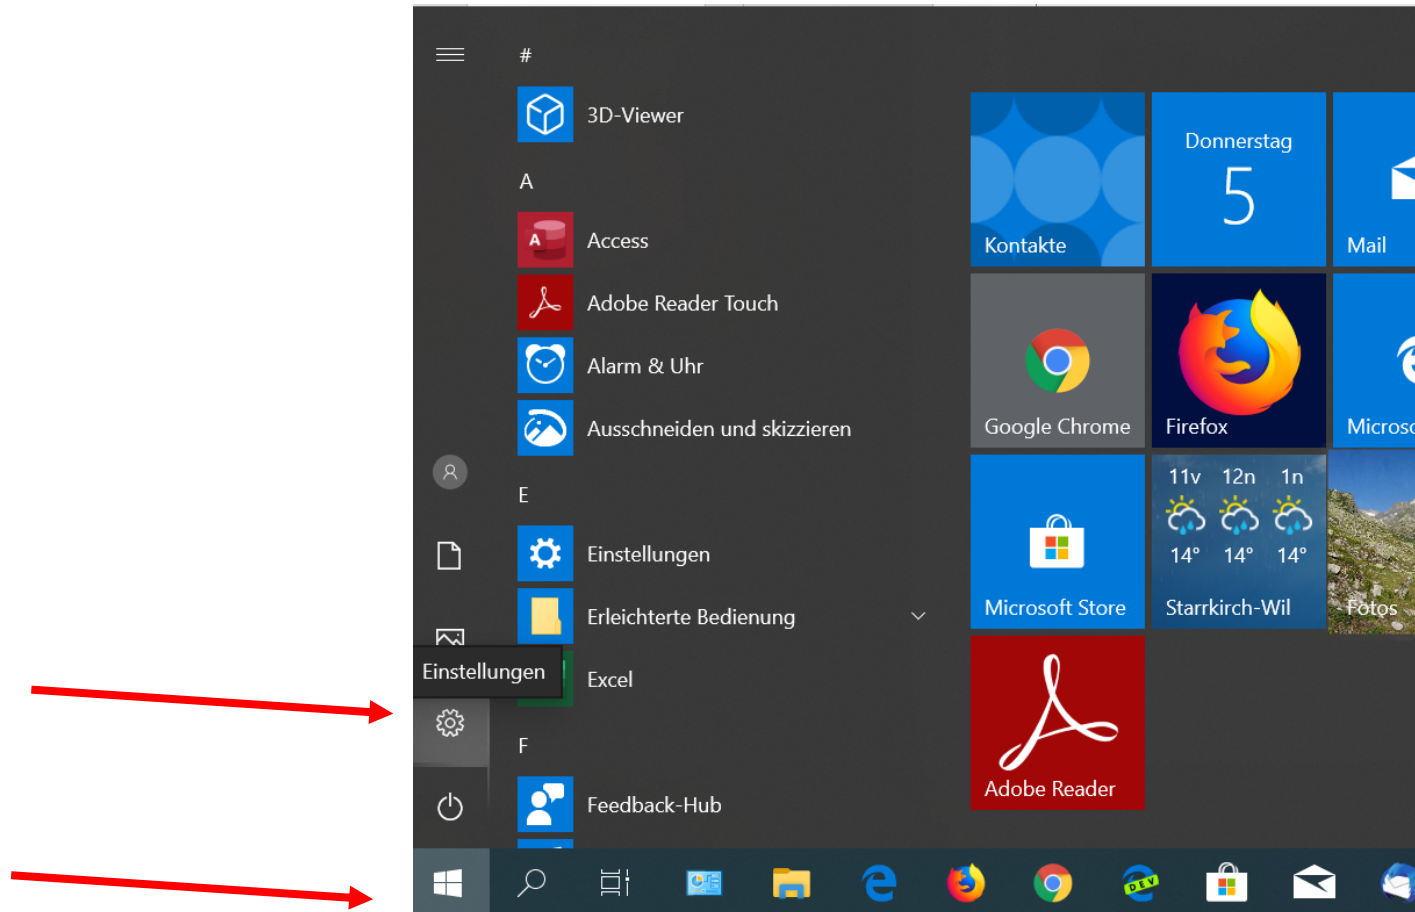 #
3D-Viewer
A
A
Access
Adobe Reader Touch
Alarm & Uhr
Ausschneiden und skizzieren
E
Einstellungen
Erleichterte Bedienung
Einstellungen
Excel
F
Feedback-Hub
Kontakte
Donnerstag
5
Mail
Google Chrome
Firefox
Microso
Microsoft Store
11v 12n 1n
14° 14° 14°
Starrkirch-Wil
Fotos
Adobe Reader
DEV